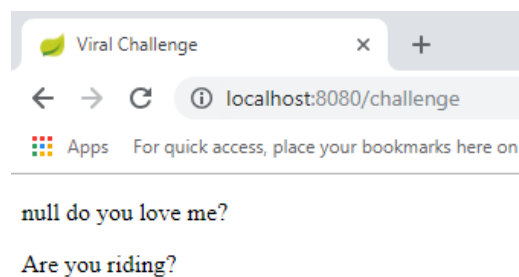 Viral Challenge
localhost:8080/challenge
Apps For quick access, place your bookmarks here on
null do you love me?
Are you riding?